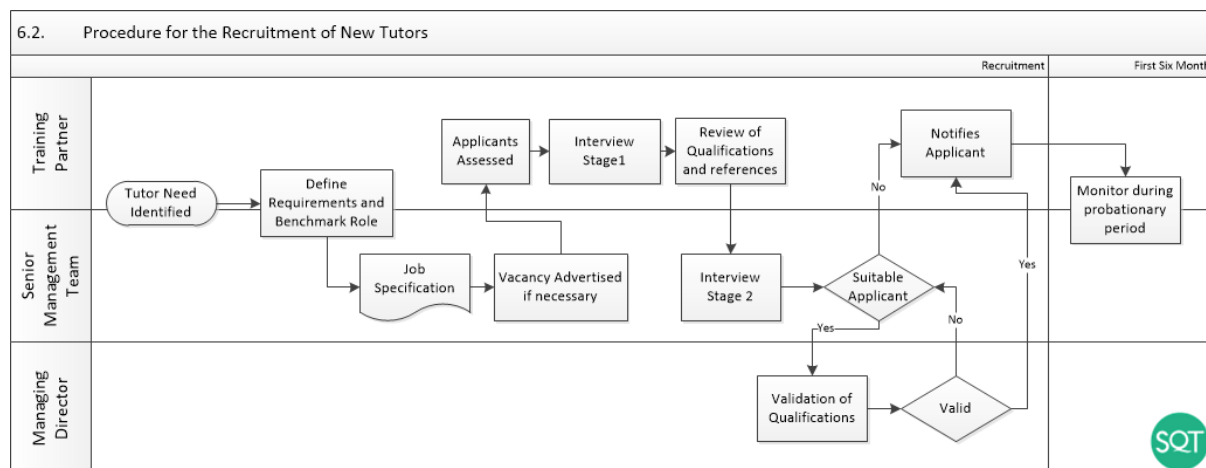 6.2. Procedure for the Recruitment of New Tutors
Recruitment
First Six Month
Training
Partner
Tutor Need
Identified
Define
Requirements and
Benchmark Role
Applicants
Assessed
Interview
Stage1
Review of
Qualifications
and references
Notifies
Applicant
Monitor during
probationary
period
No
Yes
Senior
Management
Team
Job
Specification
Vacancy Advertised
if necessary
Interview
Stage 2
Suitable
Applicant
Yes
No
Managing
Director
Validation of
Qualifications
Valid
SQT